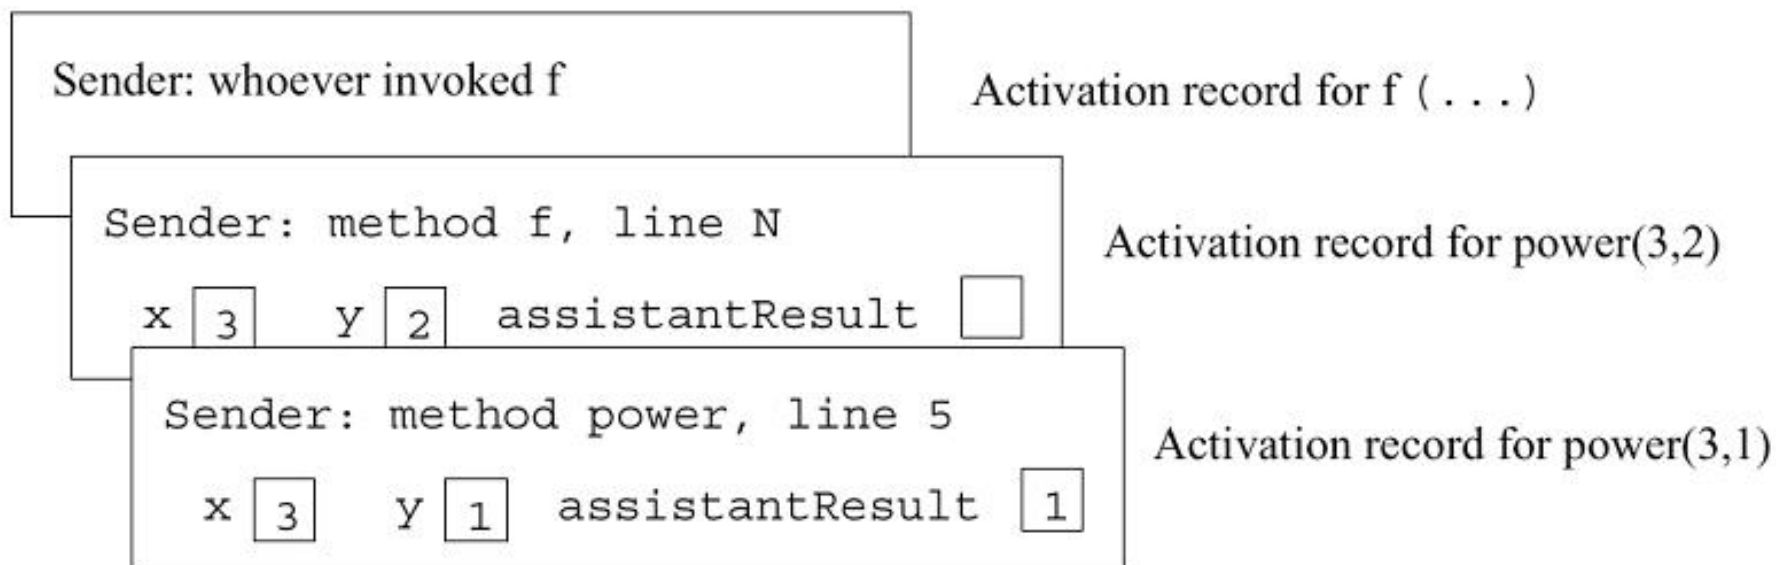 Sender: whoever invoked f
Activation record for f (...)
Sender: method f, line N
Activation record for power(3,2)
x 3 y 2 assistantResult
Sender: method power, line 5
Activation record for power(3,1)
x 3 y 1 assistantResult 1